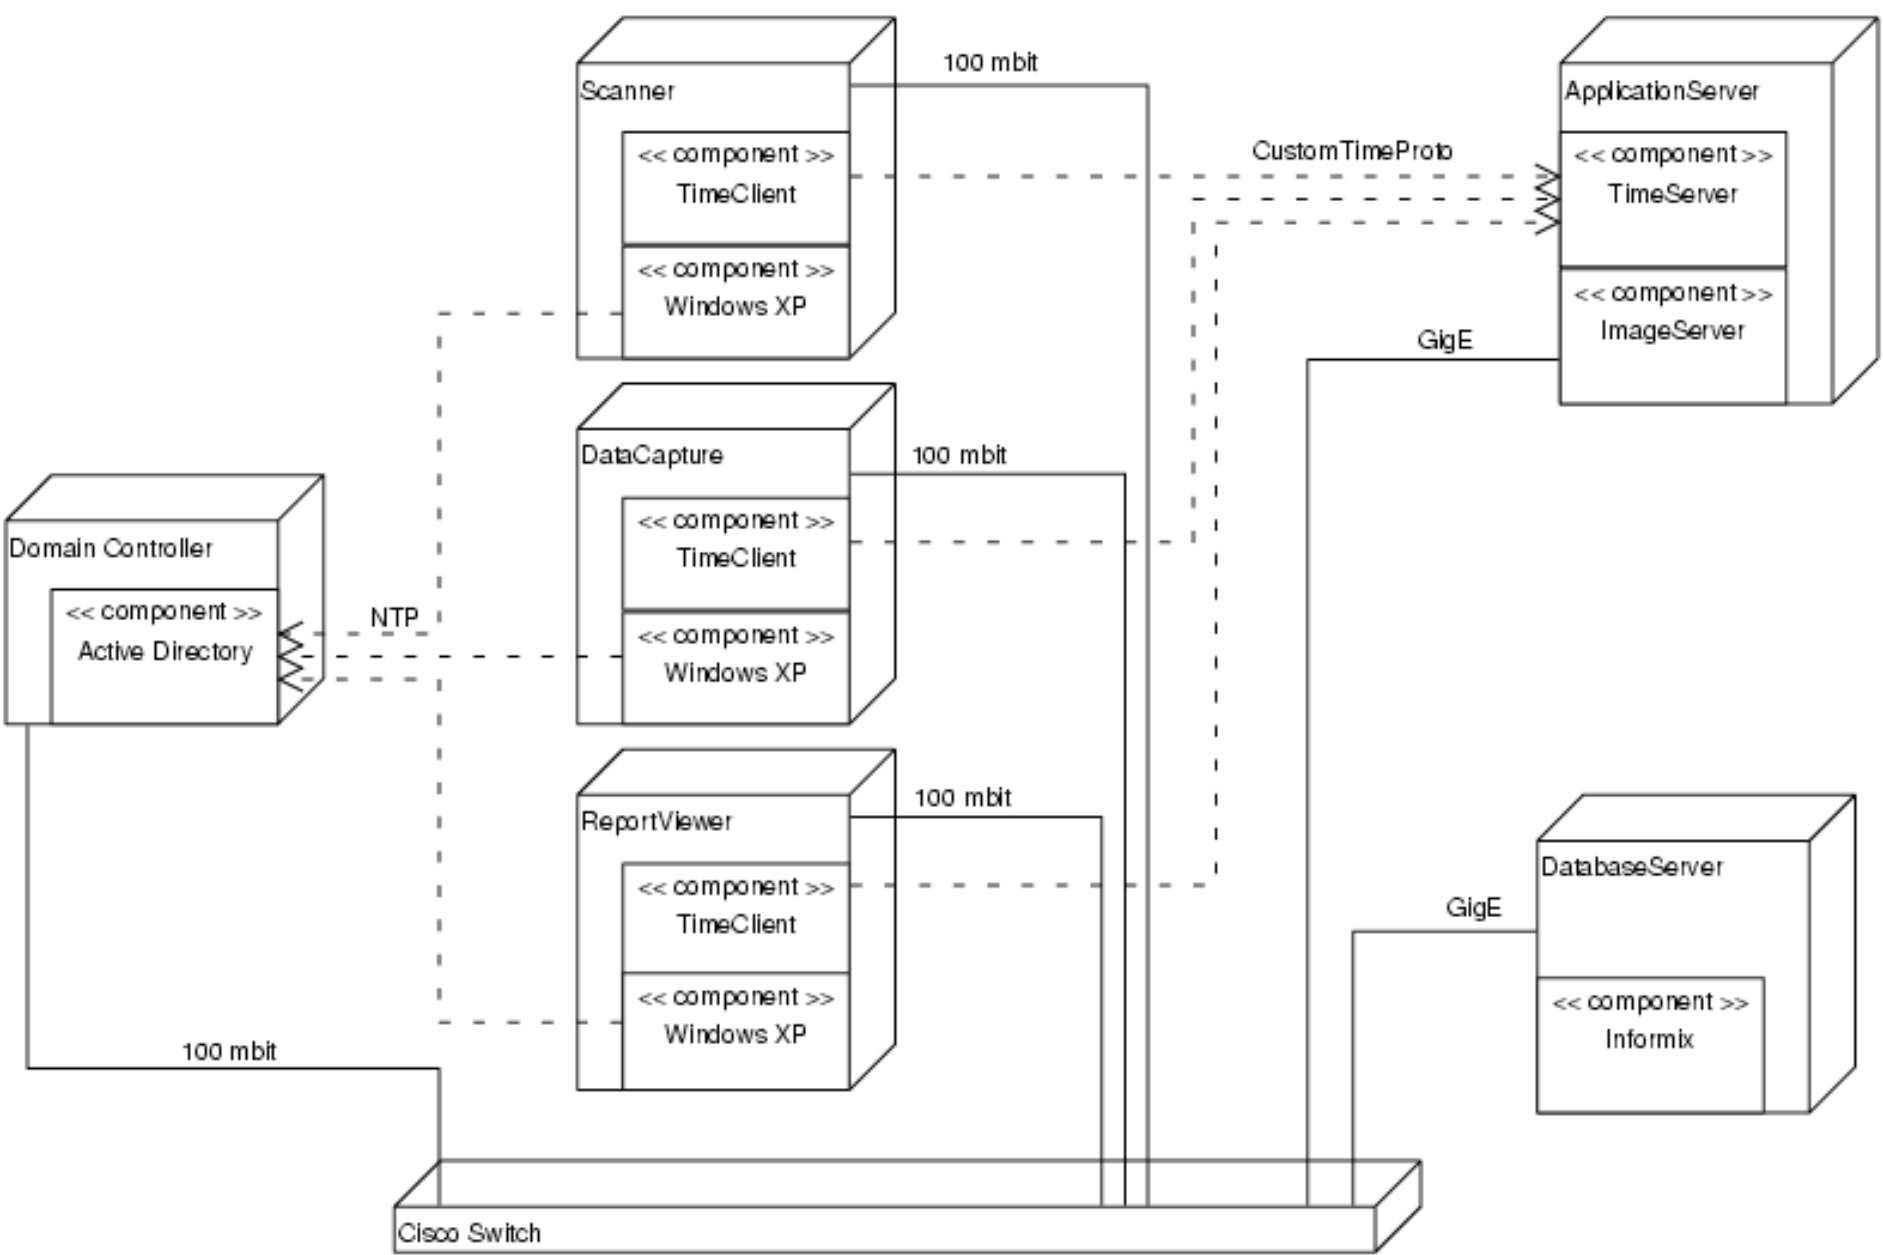 Scanner
<< component >>
TimeClient
<< component >>
Windows XP
100 mbit
CustomTimeProto
ApplicationServer
<< component >>
TimeServer
<< component >>
ImageServer
GigE
DataCapture
<< component >>
TimeClient
<< component >>
Windows XP
100 mbit
Domain Controller
<< component >>
Active Directory
NTP
ReportViewer
<< component >>
TimeClient
<< component >>
Windows XP
100 mbit
DatabaseServer
<< component >>
Informix
GigE
100 mbit
Cisco Switch